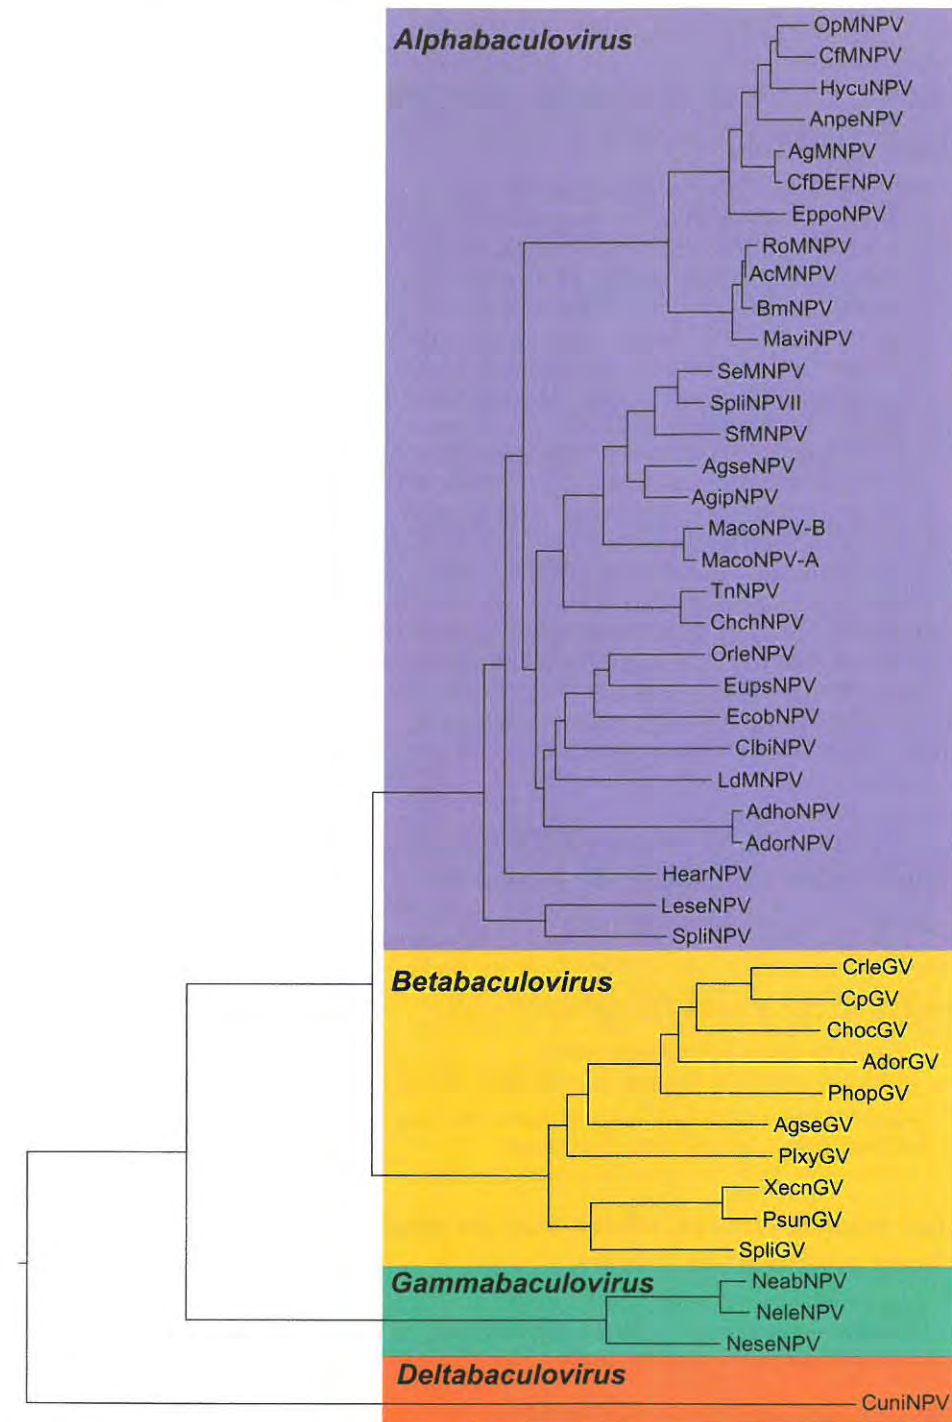 Alphabaculovirus
OpMNPV
CfMNPV
HycuNPV
AnpeNPV
AgMNPV
CfDEFNPV
EppoNPV
RoMNPV
AcMNPV
BmNPV
MaviNPV
SeMNPV
SpliNPVII
SfMNPV
AgseNPV
AgipNPV
MacoNPV-B
MacoNPV-A
TnNPV
ChchNPV
OrleNPV
EupsNPV
EcobNPV
ClbiNPV
LdMNPV
AdhoNPV
AdorNPV
HearNPV
LeseNPV
SpliNPV
Betabaculovirus
CrleGV
CpGV
ChocGV
AdorGV
PhopGV
AgseGV
PlxyGV
XecnGV
PsunGV
SpliGV
Gammabaculovirus
NeabNPV
NeleNPV
NeseNPV
Deltabaculovirus
CuniNPV